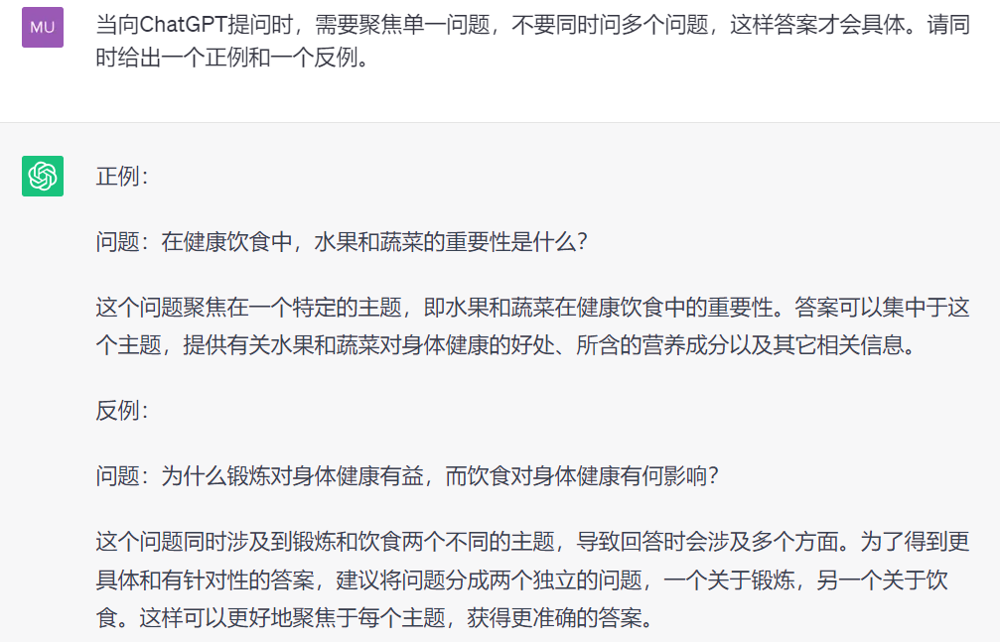 MU
当向ChatGPT提问时，需要聚焦单一问题，不要同时问多个问题，这样答案才会具体。请同
时给出一个正例和一个反例。
正例：
问题：在健康饮食中，水果和蔬菜的重要性是什么？
这个问题聚焦在一个特定的主题，即水果和蔬菜在健康饮食中的重要性。答案可以集中于这
个主题，提供有关水果和蔬菜对身体健康的好处、所含的营养成分以及其它相关信息。
反例：
问题：为什么锻炼对身体健康有益，而饮食对身体健康有何影响？
这个问题同时涉及到锻炼和饮食两个不同的主题，导致回答时会涉及多个方面。为了得到更
具体和有针对性的答案，建议将问题分成两个独立的问题，一个关于锻炼，另一个关于饮
食。这样可以更好地聚焦于每个主题，获得更准确的答案。